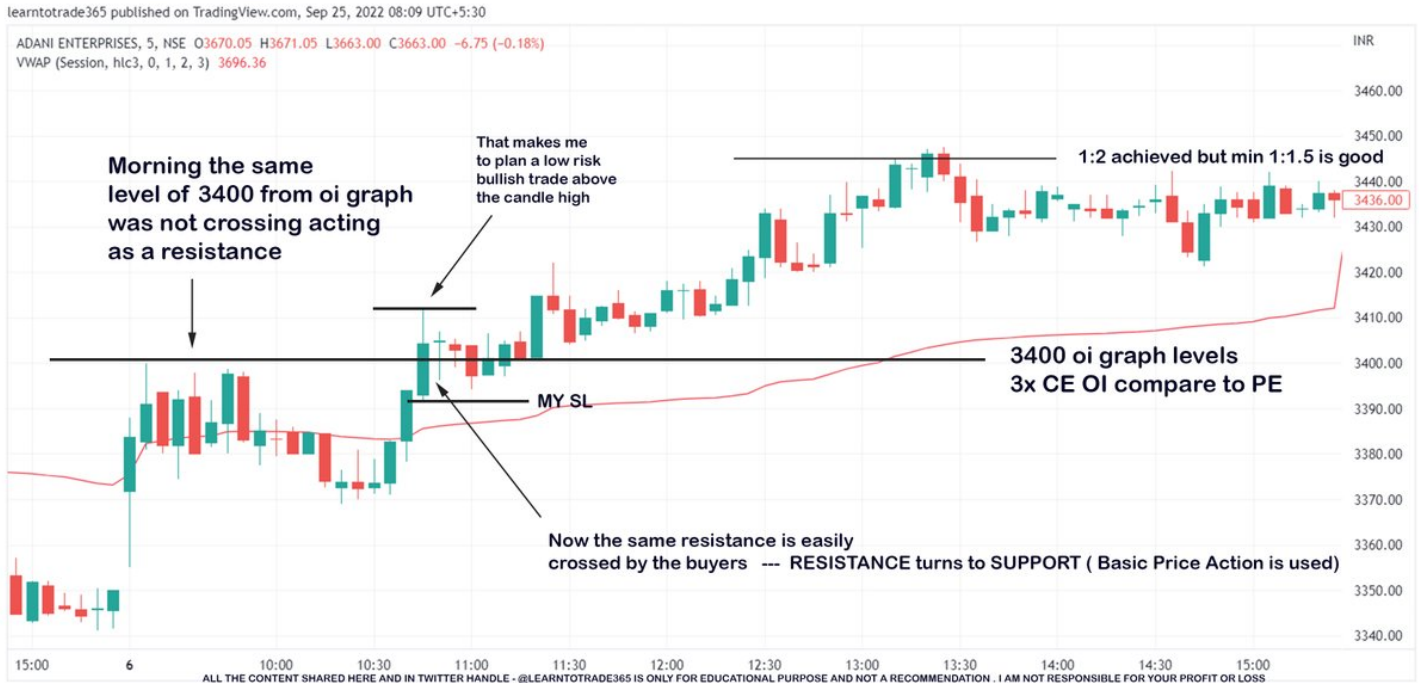 learntotrade365 published on TradingView.com, Sep 25, 2022 08:09 UTC+5:30
ADANI ENTERPRISES, 5, NSE O3670.05 H3671.05 L3663.00 C3663.00 −6.75 (−0.18%)
VWAP (Session, hlc3, 0, 1, 2, 3) 3696.36
INR
3460.00
3450.00
3440.00
3436.00
3430.00
3420.00
3410.00
3400.00
3390.00
3380.00
3370.00
3360.00
3350.00
3340.00
Morning the same
level of 3400 from oi graph
was not crossing acting
as a resistance
That makes me
to plan a low risk
bullish trade above
the candle high
1:2 achieved but min 1:1.5 is good
3400 oi graph levels
3x CE OI compare to PE
MY SL
Now the same resistance is easily
crossed by the buyers --- RESISTANCE turns to SUPPORT ( Basic Price Action is used)
15:00 6 10:00 10:30 11:00 11:30 12:00 12:30 13:00 13:30 14:00 14:30 15:00
ALL THE CONTENT SHARED HERE AND IN TWITTER HANDLE - @LEARNTOTRADE365 IS ONLY FOR EDUCATIONAL PURPOSE AND NOT A RECOMMENDATION . I AM NOT RESPONSIBLE FOR YOUR PROFIT OR LOSS